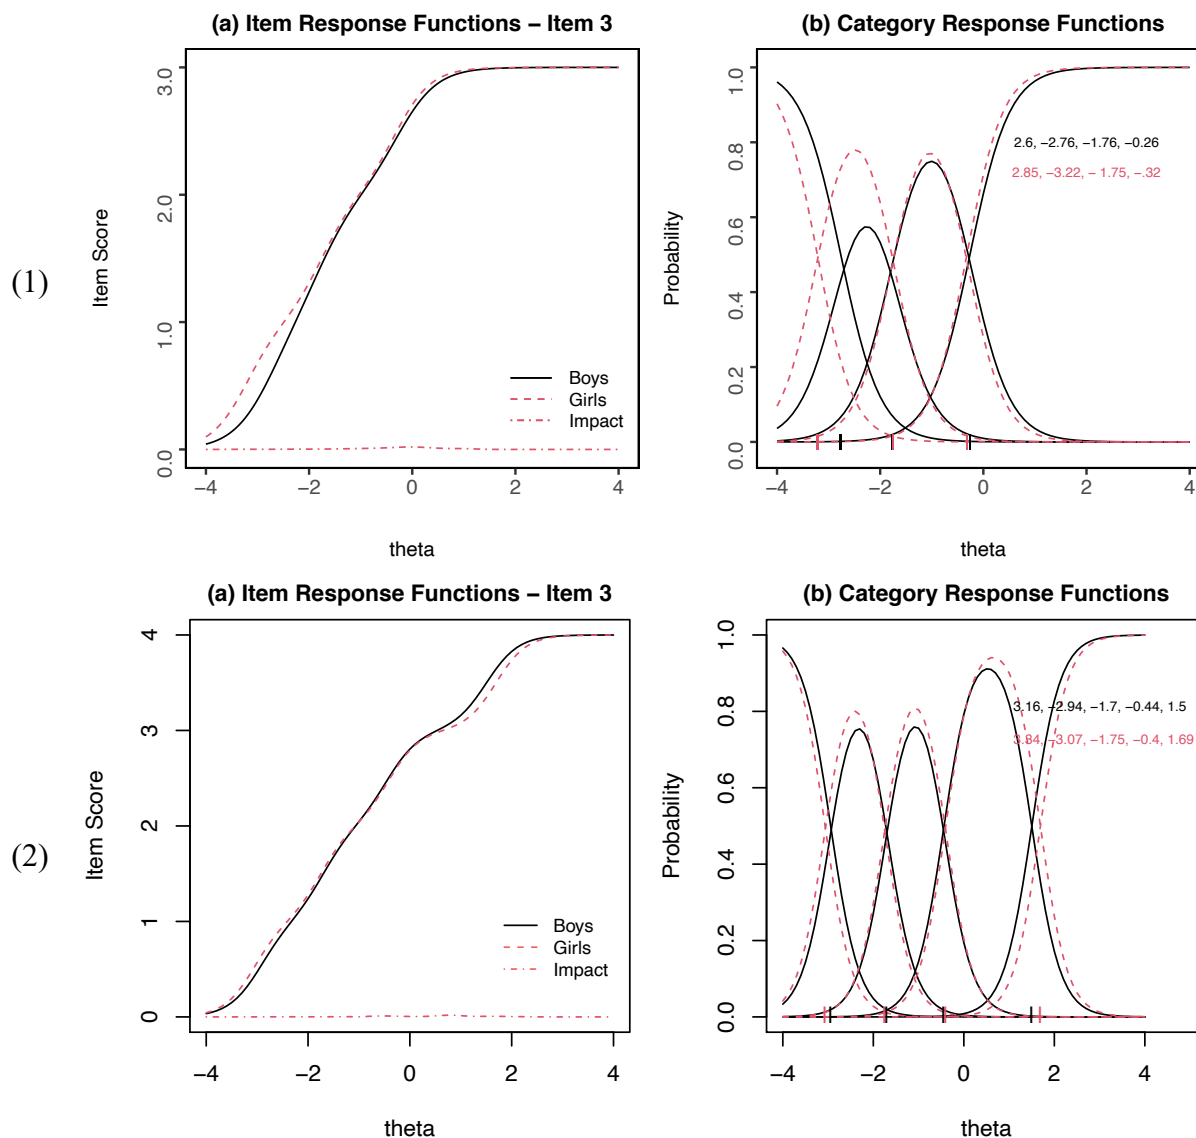 (a) Item Response Functions – Item 3
(b) Category Response Functions
(1)
Item Score
0.0
1.0
2.0
3.0
Boys
Girls
Impact
−4
−2
0
2
4
theta
Probability
0.0
0.2
0.4
0.6
0.8
1.0
2.6, −2.76, −1.76, −0.26
2.85, −3.22, − 1.75, −.32
−4
−2
0
2
4
theta
(a) Item Response Functions – Item 3
(b) Category Response Functions
(2)
Item Score
0
1
2
3
4
Boys
Girls
Impact
−4
−2
0
2
4
theta
Probability
0.0
0.2
0.4
0.6
0.8
1.0
3.16, −2.94, −1.7, −0.44, 1.5
3.84, −3.07, −1.75, −0.4, 1.69
−4
−2
0
2
4
theta